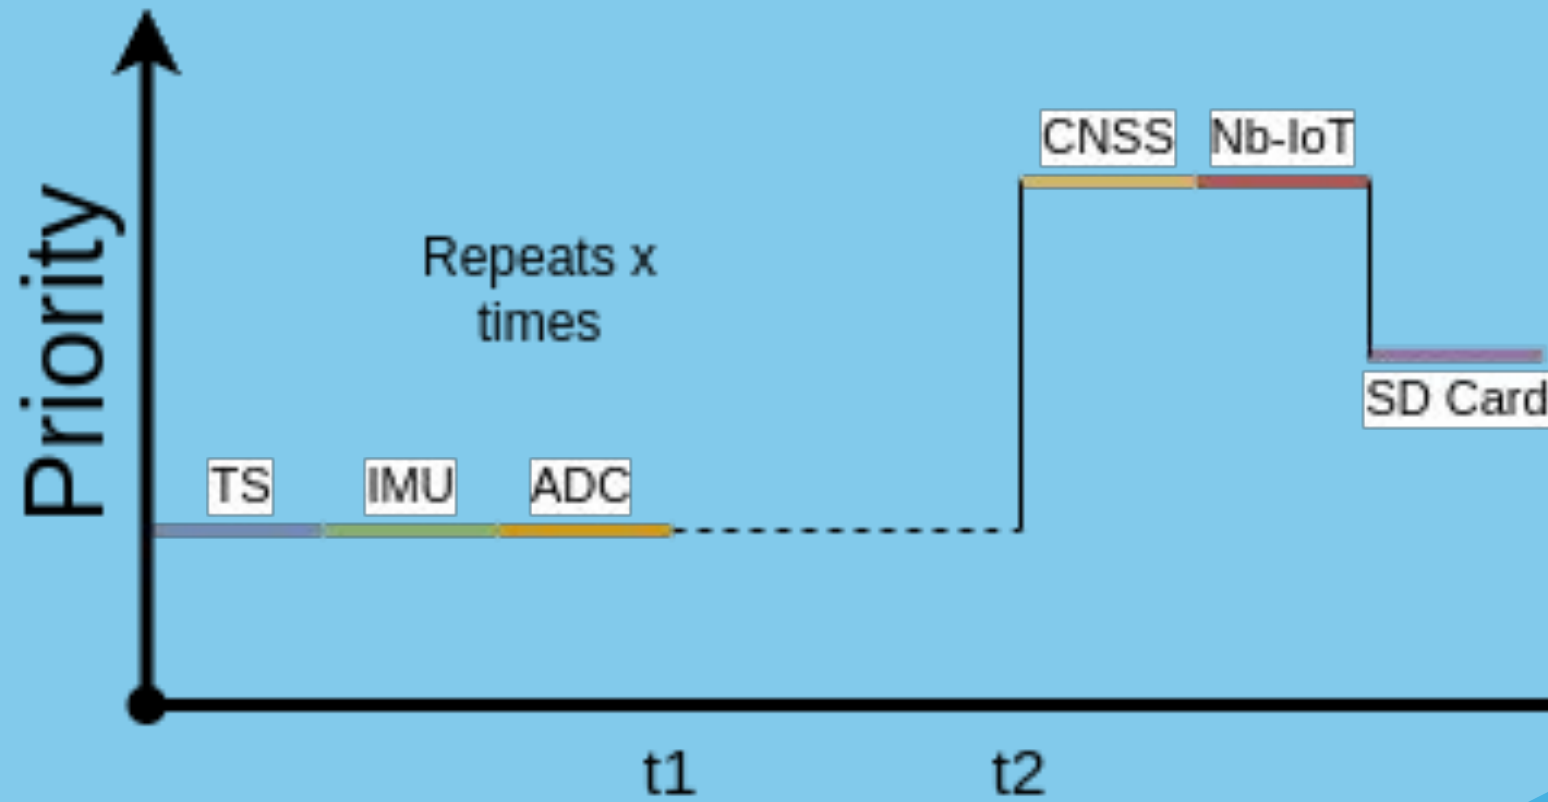 Priority
CNSS
Nb-IoT
Repeats x
times
SD Card
TS
IMU
ADC
t1
t2